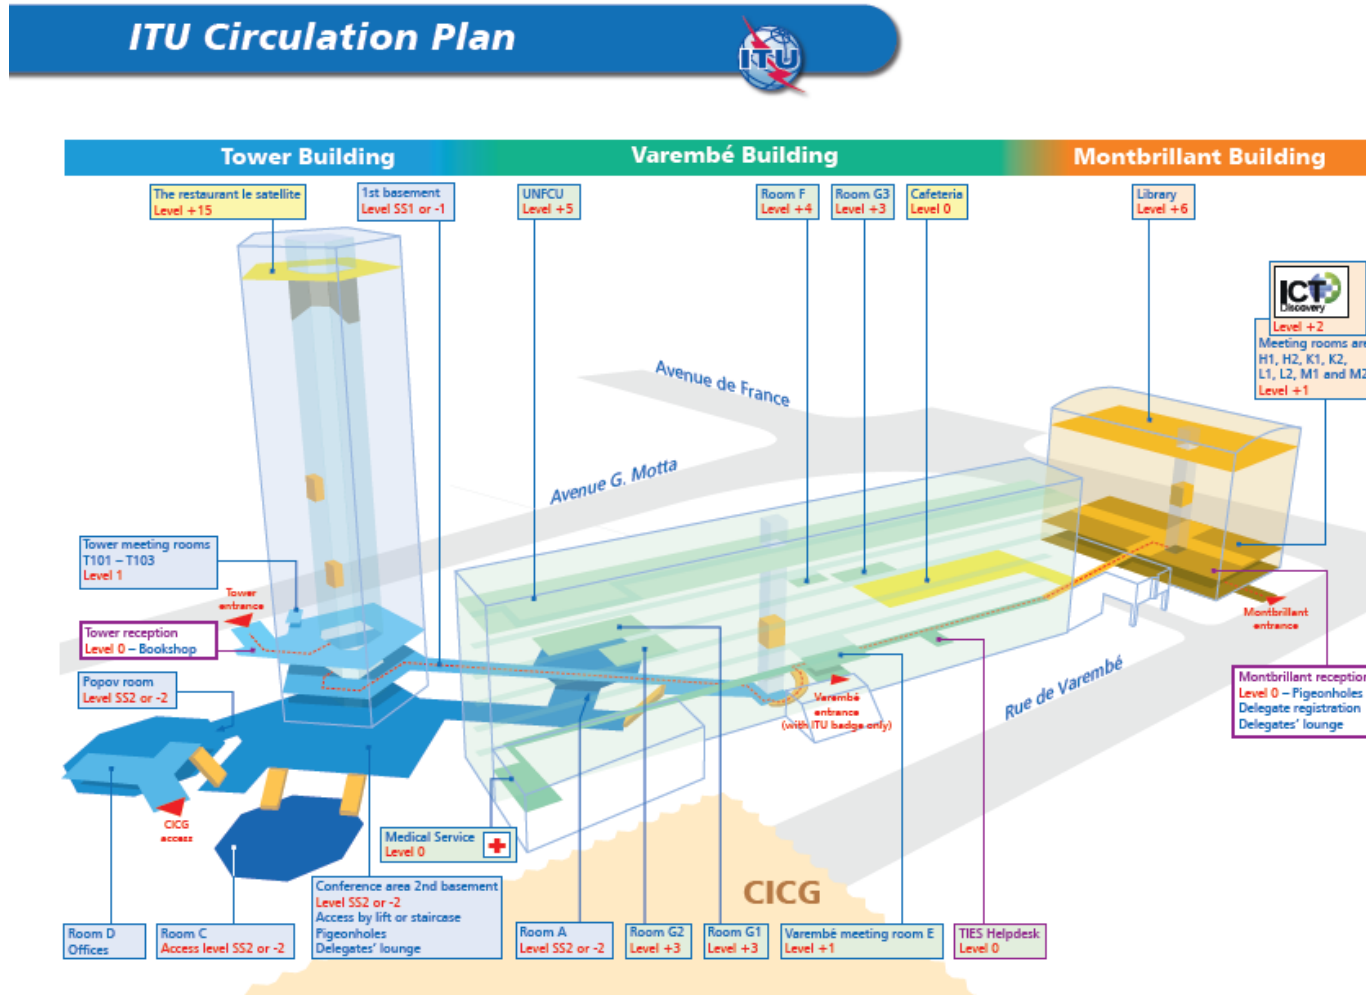 ITU Circulation Plan
ITU
Tower Building
Varembé Building
Montbrillant Building
The restaurant le satellite
Level +15
1st basement
Level SS1 or -1
UNFCU
Level +5
Room F
Level +4
Room G3
Level +3
Cafeteria
Level 0
Library
Level +6
ICT
Discovery
Level +2
Meeting rooms are
H1, H2, K1, K2,
L1, L2, M1 and M2
Level +1
Avenue de France
Avenue G. Motta
Tower meeting rooms
T101 – T103
Level 1
Tower
entrance
Tower reception
Level 0 – Bookshop
Popov room
Level SS2 or -2
Montbrillant
entrance
Rue de Varembé
Montbrillant reception
Level 0 – Pigeonholes
Delegate registration
Delegates' lounge
Varembé
entrance
(with ITU badge only)
CICG
access
Medical Service
Level 0
CICG
Room D
Offices
Room C
Access level SS2 or -2
Conference area 2nd basement
Level SS2 or -2
Access by lift or staircase
Pigeonholes
Delegates' lounge
Room A
Level SS2 or -2
Room G2
Level +3
Room G1
Level +3
Varembé meeting room E
Level +1
TIES Helpdesk
Level 0